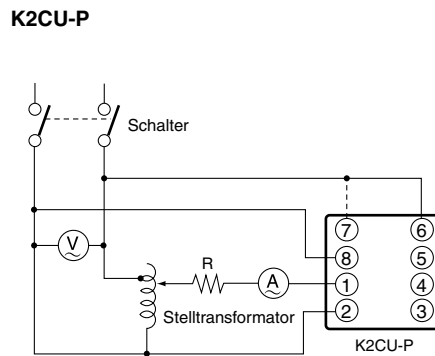 K2CU-P
Schalter
V
R
A
Stelltransformator
7 6
8 5
1 4
2 3
K2CU-P